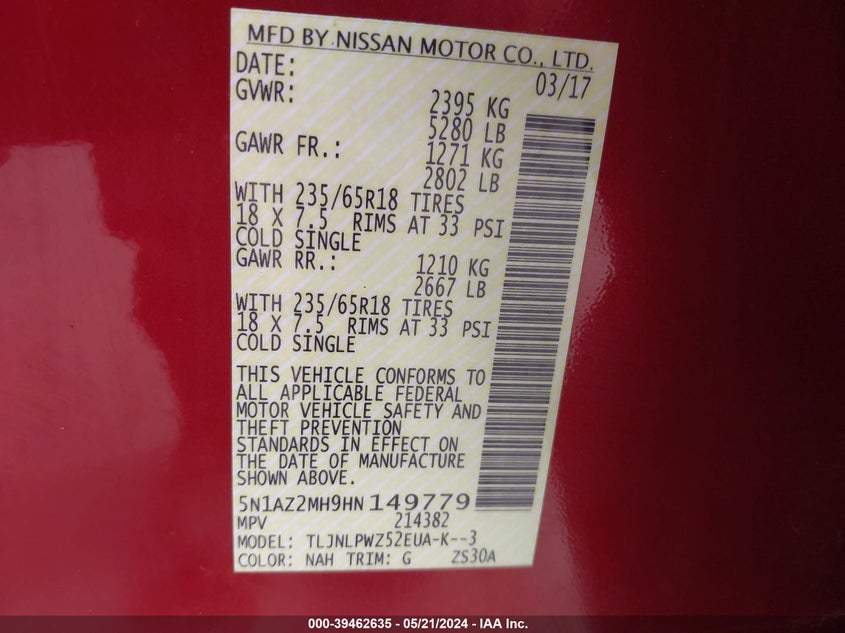 MFD BY NISSAN MOTOR CO., LTD.
DATE: 03/17
GVWR: 2395 KG
5280 LB
GAWR FR.: 1271 KG
2802 LB
WITH 235/65R18 TIRES
18 X 7.5 RIMS AT 33 PSI
COLD SINGLE
GAWR RR.: 1210 KG
2667 LB
WITH 235/65R18 TIRES
18 X 7.5 RIMS AT 33 PSI
COLD SINGLE
THIS VEHICLE CONFORMS TO
ALL APPLICABLE FEDERAL
MOTOR VEHICLE SAFETY AND
THEFT PREVENTION
STANDARDS IN EFFECT ON
THE DATE OF MANUFACTURE
SHOWN ABOVE.
5N1AZ2MH9HN149779
MPV 214382
MODEL: TLJNLPWZ52EUA-K--3
COLOR: NAH TRIM: G ZS30A
000-39462635 - 05/21/2024 - IAA Inc.